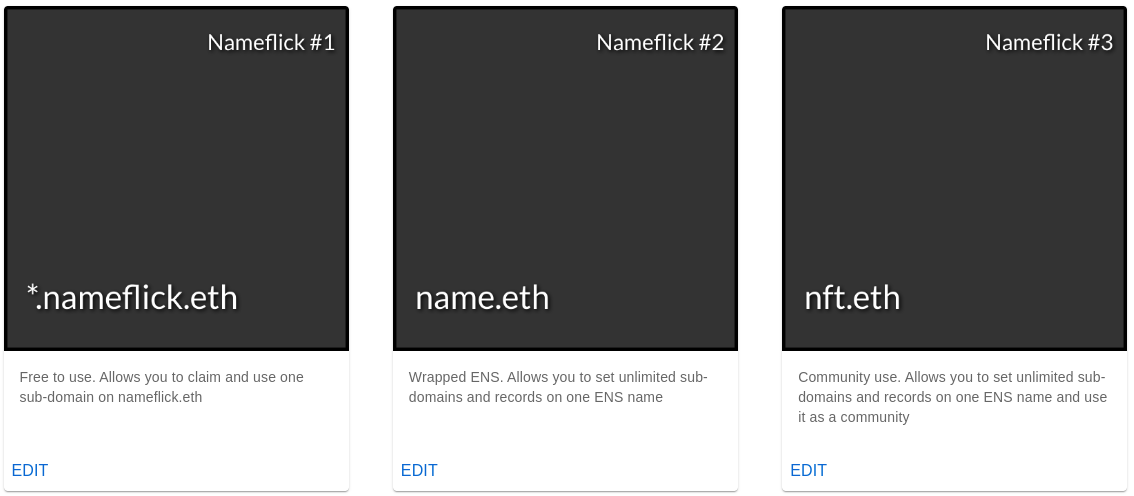 Nameflick #1
*.nameflick.eth
Free to use. Allows you to claim and use one
sub-domain on nameflick.eth
EDIT
Nameflick #2
name.eth
Wrapped ENS. Allows you to set unlimited sub-
domains and records on one ENS name
EDIT
Nameflick #3
nft.eth
Community use. Allows you to set unlimited sub-
domains and records on one ENS name and use
it as a community
EDIT